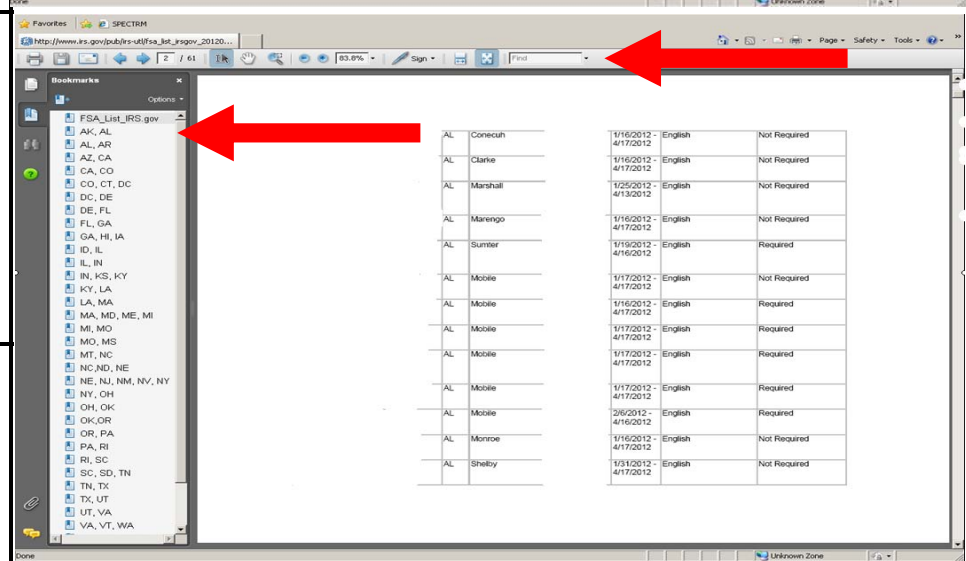 Done
Unknown Zone
Favorites SPECTRM
http://www.irs.gov/pub/irs-utl/fsa_list_irsgov_20120...
Page Safety Tools
2 / 61 83.8% Sign Find
Bookmarks
Options
FSA_List_IRS.gov
AK, AL
AL, AR
AZ, CA
CA, CO
CO, CT, DC
DC, DE
DE, FL
FL, GA
GA, HI, IA
ID, IL
IL, IN
IN, KS, KY
KY, LA
LA, MA
MA, MD, ME, MI
MI, MO
MO, MS
MT, NC
NC,ND, NE
NE, NJ, NM, NV, NY
NY, OH
OH, OK
OK,OR
OR, PA
PA, RI
RI, SC
SC, SD, TN
TN, TX
TX, UT
UT, VA
VA, VT, WA
AL Conecuh 1/16/2012 - English Not Required
4/17/2012
AL Clarke 1/16/2012 - English Not Required
4/17/2012
AL Marshall 1/25/2012 - English Not Required
4/13/2012
AL Marengo 1/16/2012 - English Not Required
4/17/2012
AL Sumter 1/19/2012 - English Required
4/16/2012
AL Mobile 1/17/2012 - English Not Required
4/17/2012
AL Mobile 1/16/2012 - English Required
4/17/2012
AL Mobile 1/17/2012 - English Required
4/17/2012
AL Mobile 1/17/2012 - English Required
4/17/2012
AL Mobile 1/17/2012 - English Required
4/17/2012
AL Mobile 2/6/2012 - English Required
4/16/2012
AL Monroe 1/16/2012 - English Not Required
4/17/2012
AL Shelby 1/31/2012 - English Not Required
4/17/2012
Done
Unknown Zone